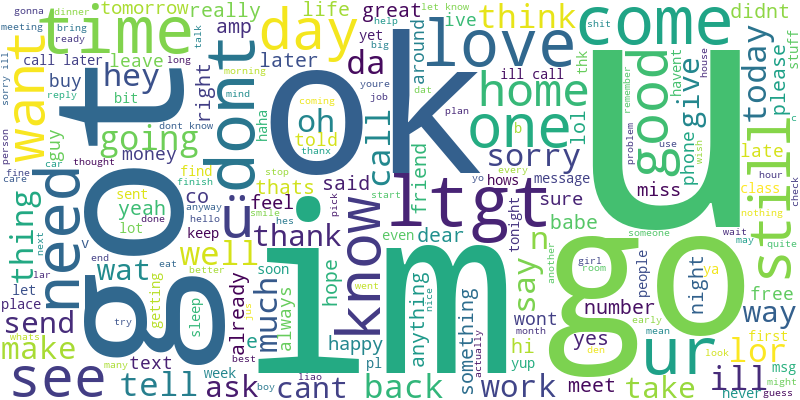 gonna
dinner
tomorrow
really
life
great
let know
help
ive
think
come
shit
didnt
meeting
bring
ready
talk
amp
yet
big
around
stuff
time
day
love
want
call later
leave
hey
right
later
da
youre
job
dat
ill call
thk
home
havent
remember
house
today
please
sorry ill
long
buy
morning
mind
reply
bit
dont
haha
coming
thanx
plan
lol
b
one
good
give
phone
problem
use
wish
late
class
hour
c
check
nothing
quite
person
guy
going
dont know
money
oh
told
call
friend
yo
every
sorry
u
ok
got
fine
care
car
thought
find
finish
stop
thats
said
start
hows
message
sure
miss
still
need
sent
yeah
lot
done
anyway
hello
co
keep
ü
feel
smile
hes
pick
know
ltgt
babe
tonight
someone
wait
may
free
thing
next
v
lar
end
eat
wat
well
better
thank
even
dear
n
say
another
girl
room
people
night
ya
way
let
place
try
getting
sleep
soon
hope
always
already
much
im
went
anything
nice
something
actually
wont
month
number
go
early
mean
first
lor
send
make
whats
e
jus
best
happy
pl
hi
yup
yes
den
ur
look
msg
might
see
many
text
tell
week
ask
boy
liao
cant
back
work
meet
take
ill
never
guess